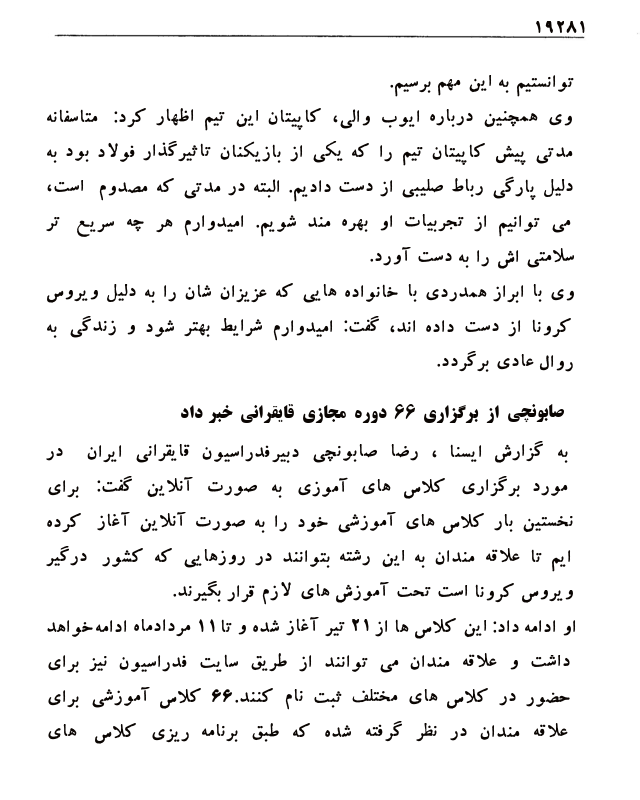 ۱۹۲۸۱
توانستیم به این مهم برسیم.
وی همچنین درباره ایوب والی، کاپیتان این تیم اظهار کرد: متاسفانه
مدتی پیش کاپیتان تیم را که یکی از بازیکنان تاثیرگذار فولاد بود به
دلیل پارگی رباط صلیبی از دست دادیم. البته در مدتی که مصدوم است،
می توانیم از تجربیات او بهره مند شویم. امیدوارم هر چه سریع تر
سلامتی اش را به دست آورد.
وی با ابراز همدردی با خانواده هایی که عزیزان شان را به دلیل ویروس
کرونا از دست داده اند، گفت: امیدوارم شرایط بهتر شود و زندگی به
روال عادی برگردد.
صابونچی از برگزاری ۶۶ دوره مجازی قایقرانی خبر داد
به گزارش ایسنا ، رضا صابونچی دبیرفدراسیون قایقرانی ایران در
مورد برگزاری کلاس های آموزی به صورت آنلاین گفت: برای
نخستین بار کلاس های آموزشی خود را به صورت آنلاین آغاز کرده
ایم تا علاقه مندان به این رشته بتوانند در روزهایی که کشور درگیر
ویروس کرونا است تحت آموزش های لازم قرار بگیرند.
او ادامه داد: این کلاس ها از ۲۱ تیر آغاز شده و تا ۱۱ مردادماه ادامه خواهد
داشت و علاقه مندان می توانند از طریق سایت فدراسیون نیز برای
حضور در کلاس های مختلف ثبت نام کنند.۶۶ کلاس آموزشی برای
علاقه مندان در نظر گرفته شده که طبق برنامه ریزی کلاس های